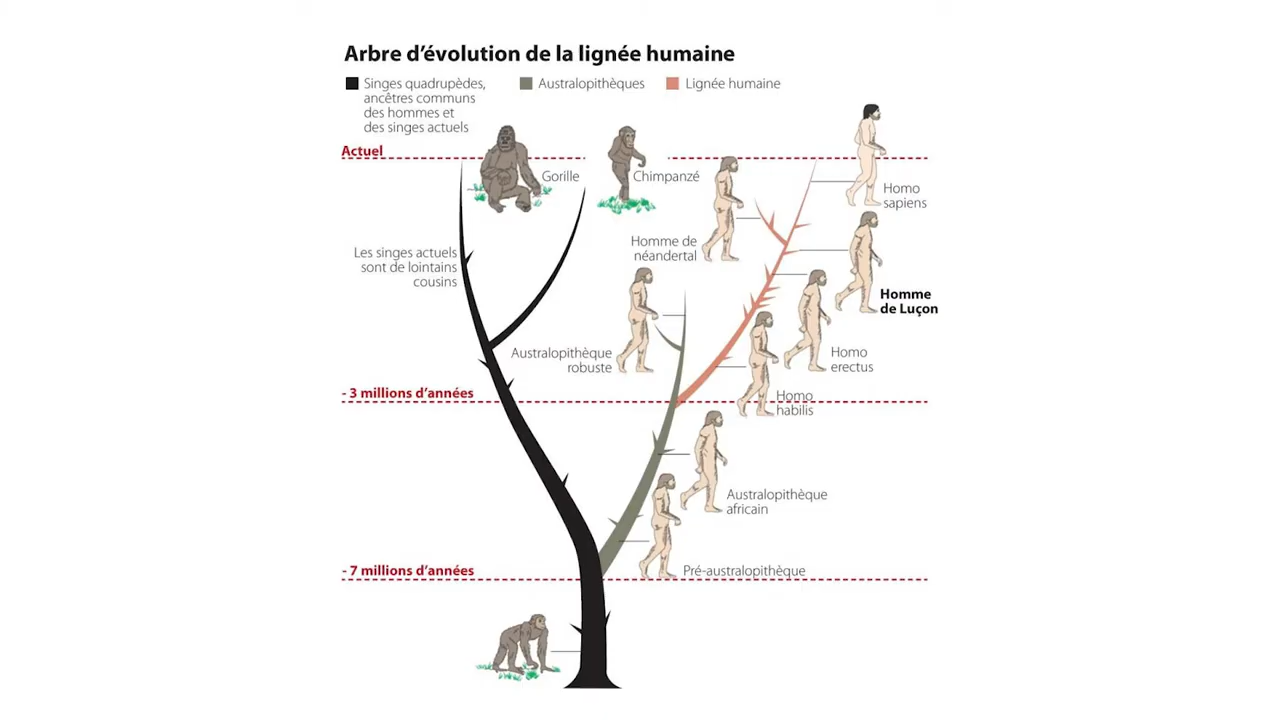 Arbre d’évolution de la lignée humaine
Singes quadrupèdes,
ancêtres communs
des hommes et
des singes actuels
Australopithèques
Lignée humaine
Actuel
Gorille
Chimpanzé
Homo
sapiens
Homme de
néandertal
Les singes actuels
sont de lointains
cousins
Homme
de Luçon
Australopithèque
robuste
Homo
erectus
- 3 millions d’années
Homo
habilis
Australopithèque
africain
- 7 millions d’années
Pré-australopithèque